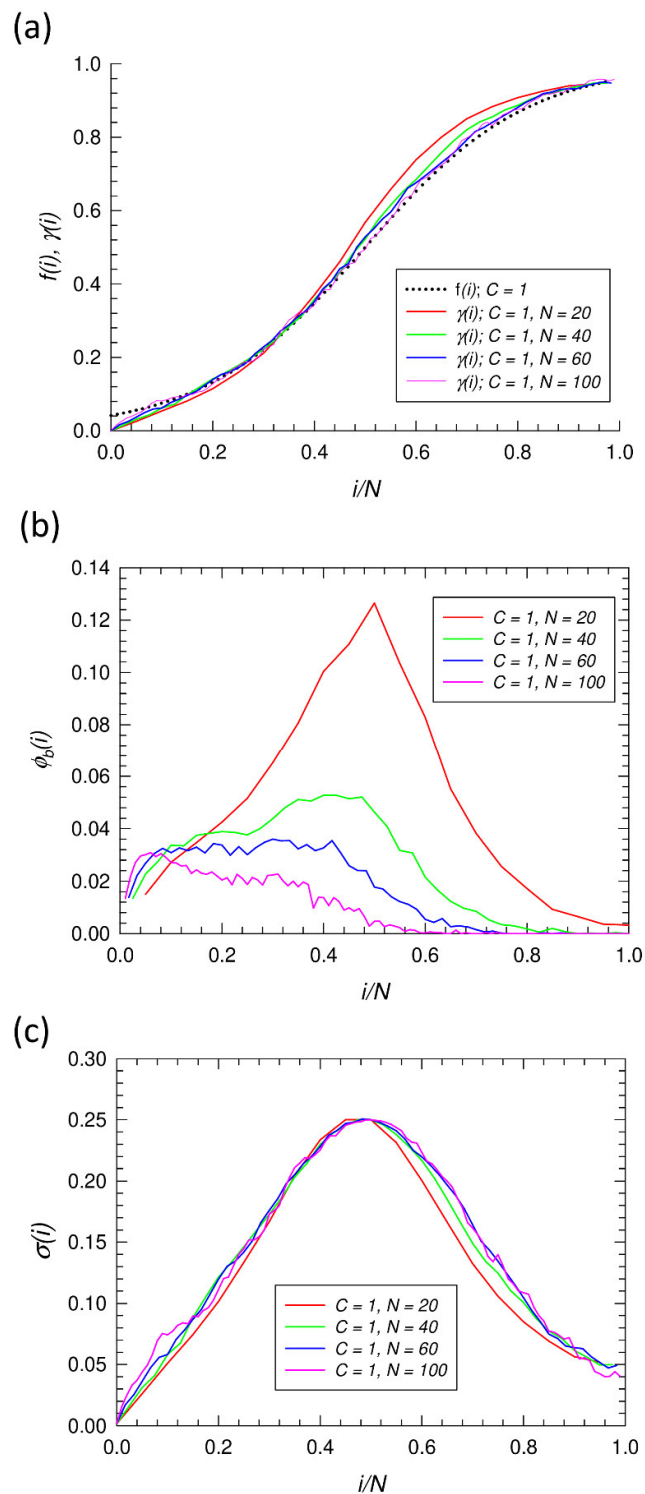 (a)
f(i), γ(i)
1.0
0.8
0.6
0.4
0.2
0.0
f(i); C = 1
γ(i); C = 1, N = 20
γ(i); C = 1, N = 40
γ(i); C = 1, N = 60
γ(i); C = 1, N = 100
0.0 0.2 0.4 0.6 0.8 1.0
i/N
(b)
ϕb(i)
0.14
0.12
0.10
0.08
0.06
0.04
0.02
0.00
C = 1, N = 20
C = 1, N = 40
C = 1, N = 60
C = 1, N = 100
0.0 0.2 0.4 0.6 0.8 1.0
i/N
(c)
σ(i)
0.30
0.25
0.20
0.15
0.10
0.05
0.00
C = 1, N = 20
C = 1, N = 40
C = 1, N = 60
C = 1, N = 100
0.0 0.2 0.4 0.6 0.8 1.0
i/N